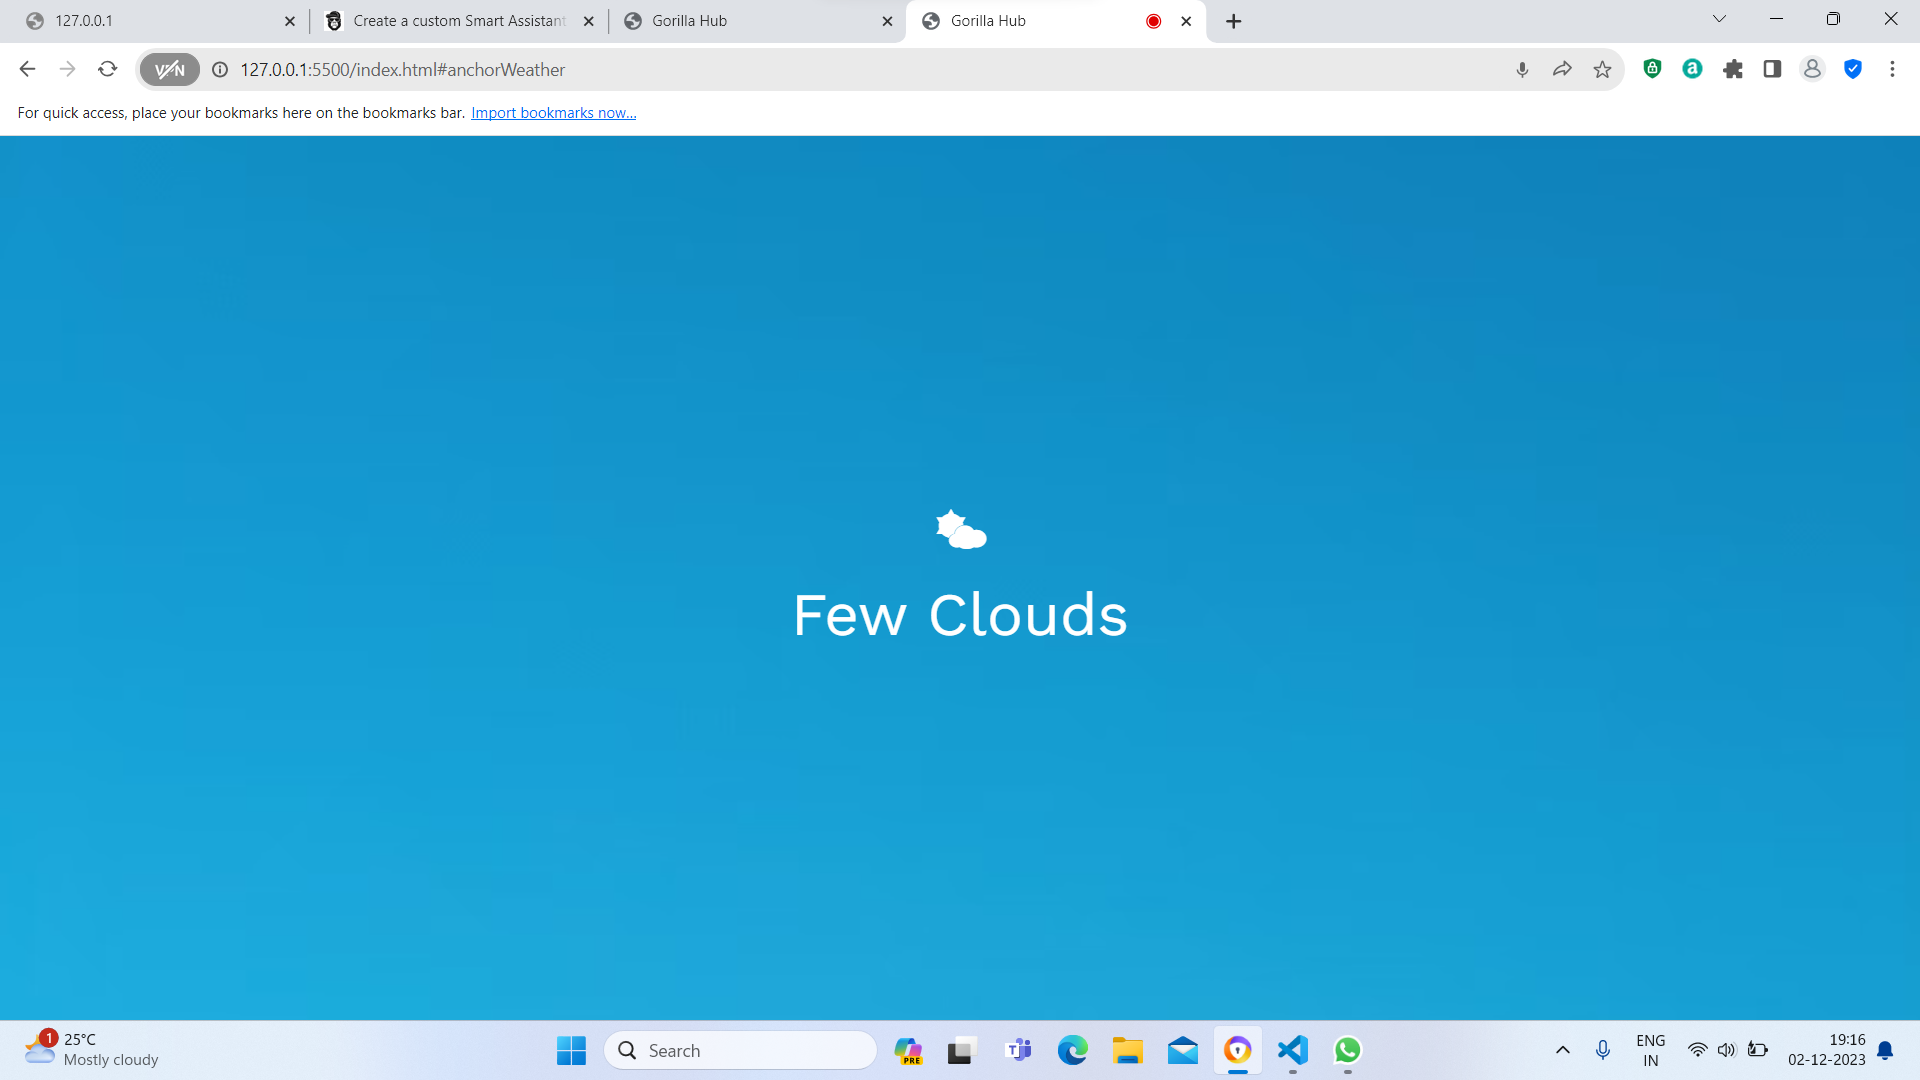 127.0.0.1
Create a custom Smart Assistant
Gorilla Hub
Gorilla Hub
VPN
127.0.0.1:5500/index.html#anchorWeather
a
For quick access, place your bookmarks here on the bookmarks bar. Import bookmarks now...
Few Clouds
1
25°C
Mostly cloudy
Search
PRE
T
ENG
IN
19:16
02-12-2023